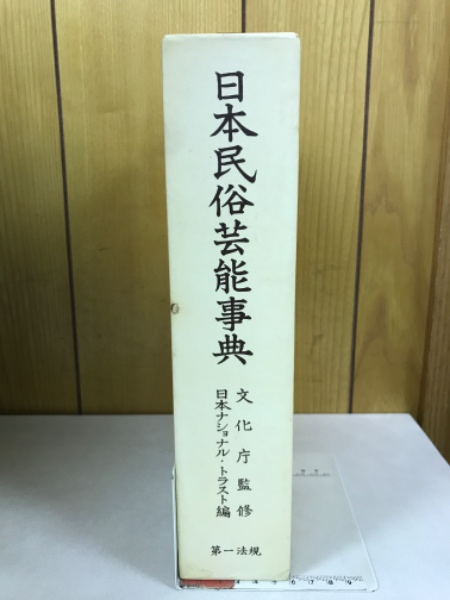 日本民俗芸能事典
文化庁監修
日本ナショナル・トラスト編
第一法規